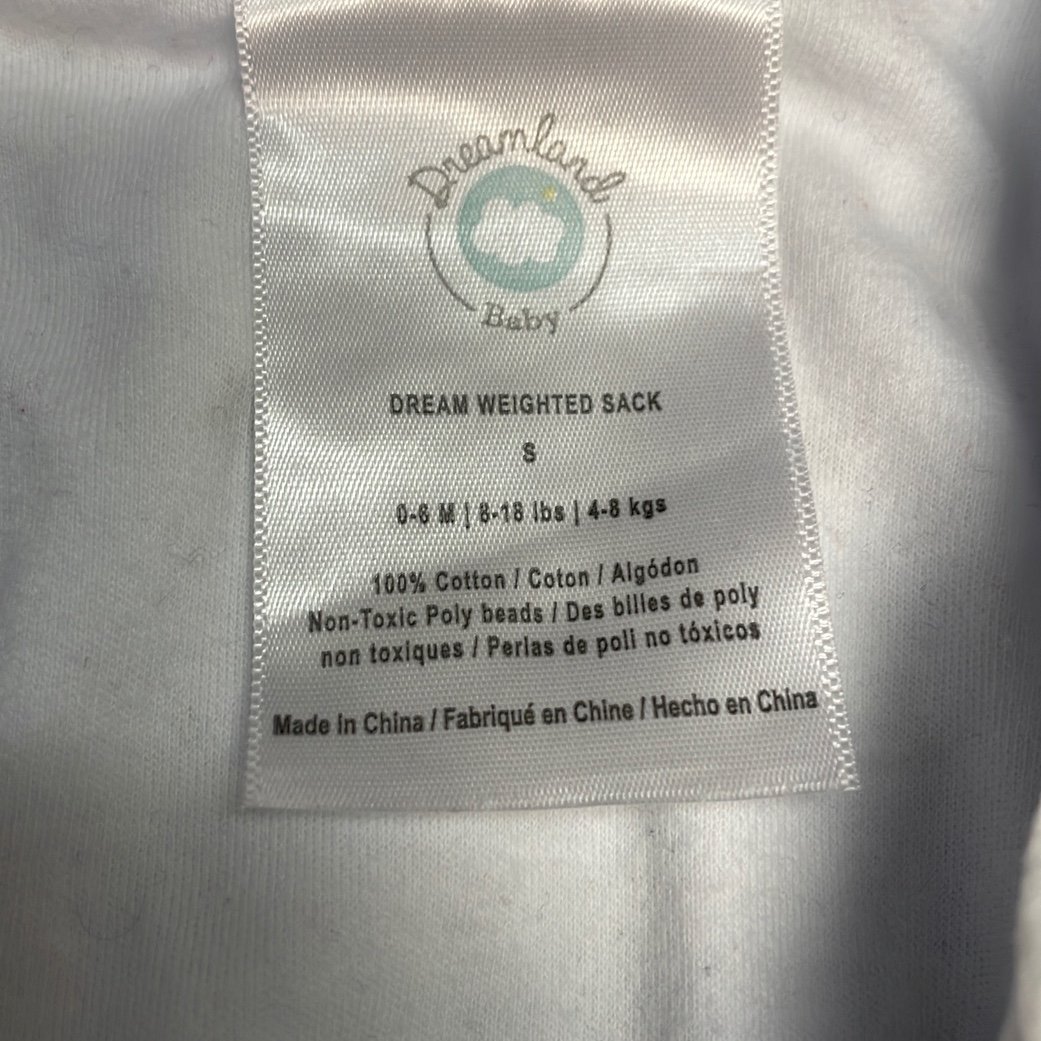 Dreamland
Baby
DREAM WEIGHTED SACK
S
0-6 M | 8-18 lbs | 4-8 kgs
100% Cotton / Coton / Algódon
Non-Toxic Poly beads / Des billes de poly
non toxiques / Perlas de poli no tóxicos
Made In China / Fabriqué en Chine / Hecho en China